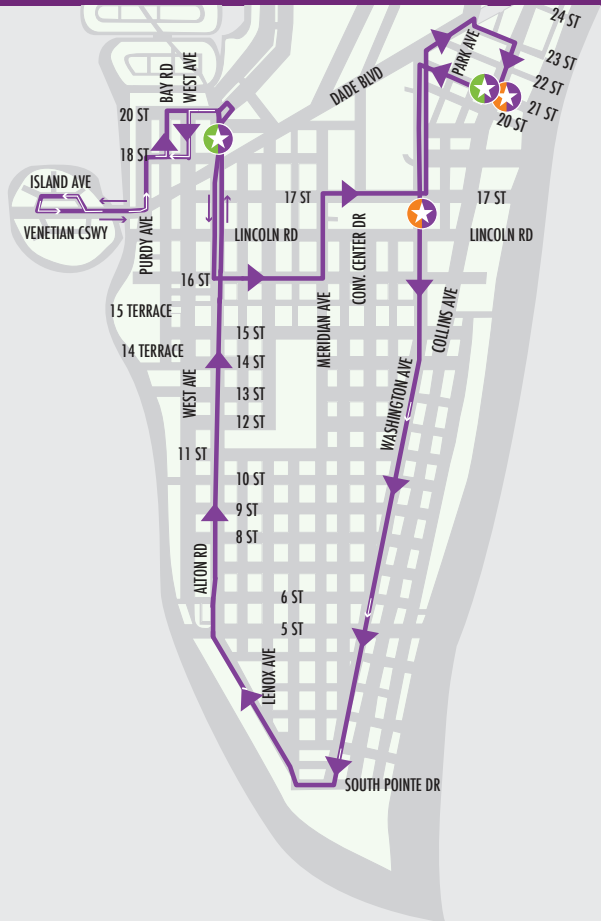 24 ST
PARK AVE
23 ST
BAY RD
WEST AVE
22 ST
DADE BLVD
21 ST
20 ST
20 ST
18 ST
ISLAND AVE
17 ST
17 ST
VENETIAN CSWY
PURDY AVE
LINCOLN RD
CONV. CENTER DR
LINCOLN RD
16 ST
15 TERRACE
MERIDIAN AVE
COLLINS AVE
15 ST
14 TERRACE
14 ST
WEST AVE
13 ST
WASHINGTON AVE
12 ST
11 ST
10 ST
9 ST
8 ST
ALTON RD
6 ST
5 ST
LENOX AVE
SOUTH POINTE DR